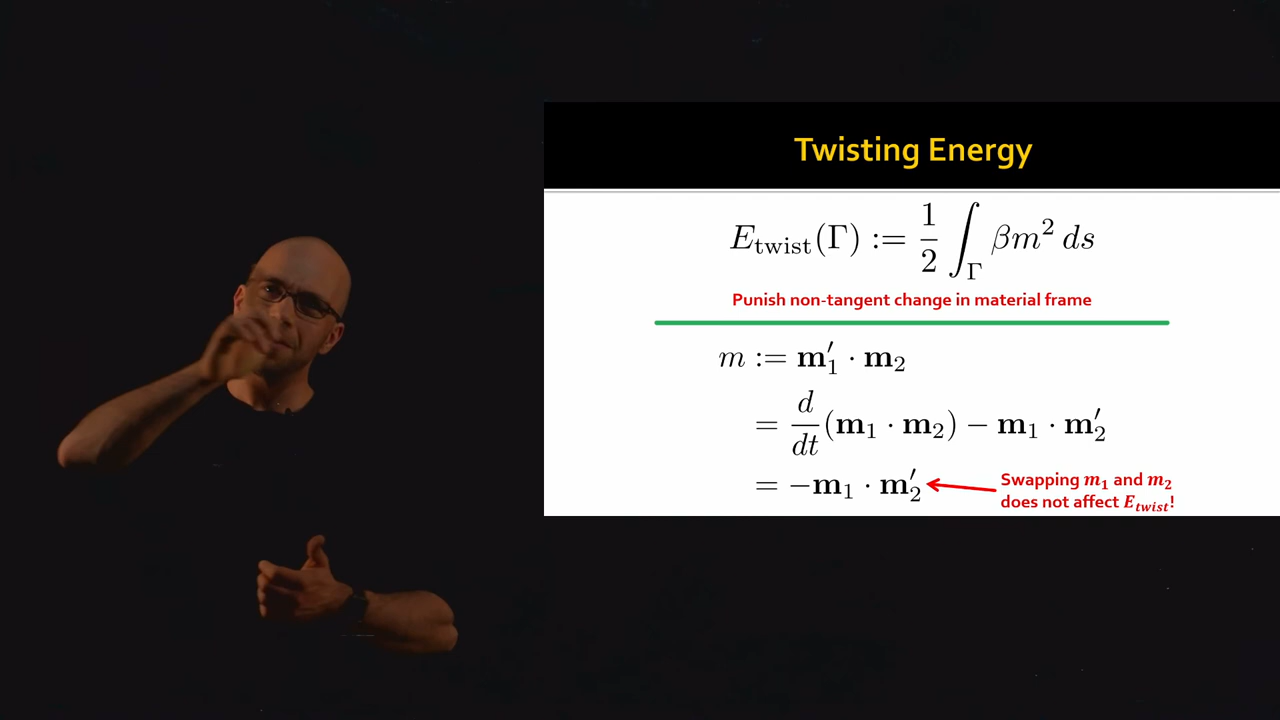 Twisting Energy
E_twist(Γ) := 1/2 ∫_Γ βm² ds
Punish non-tangent change in material frame
m := m₁′ · m₂
= d/dt (m₁ · m₂) − m₁ · m₂′
= −m₁ · m₂′
Swapping m₁ and m₂
does not affect E_twist!